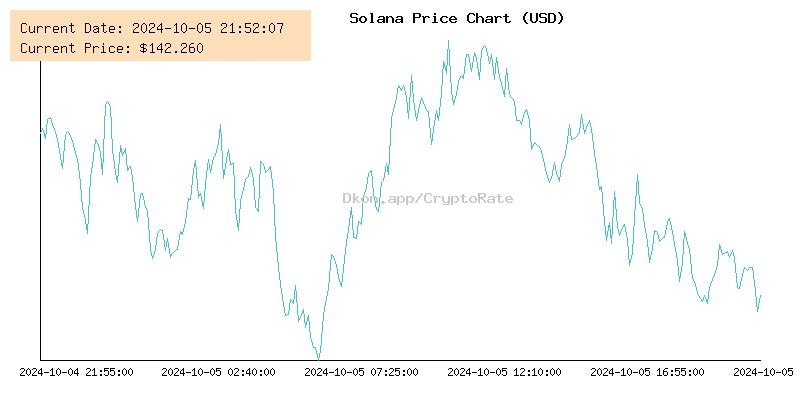 Solana Price Chart (USD)
Current Date: 2024-10-05 21:52:07
Current Price: $142.260
Dkon.app/CryptoRate
2024-10-04 21:55:00 2024-10-05 02:40:00 2024-10-05 07:25:00 2024-10-05 12:10:00 2024-10-05 16:55:00 2024-10-05